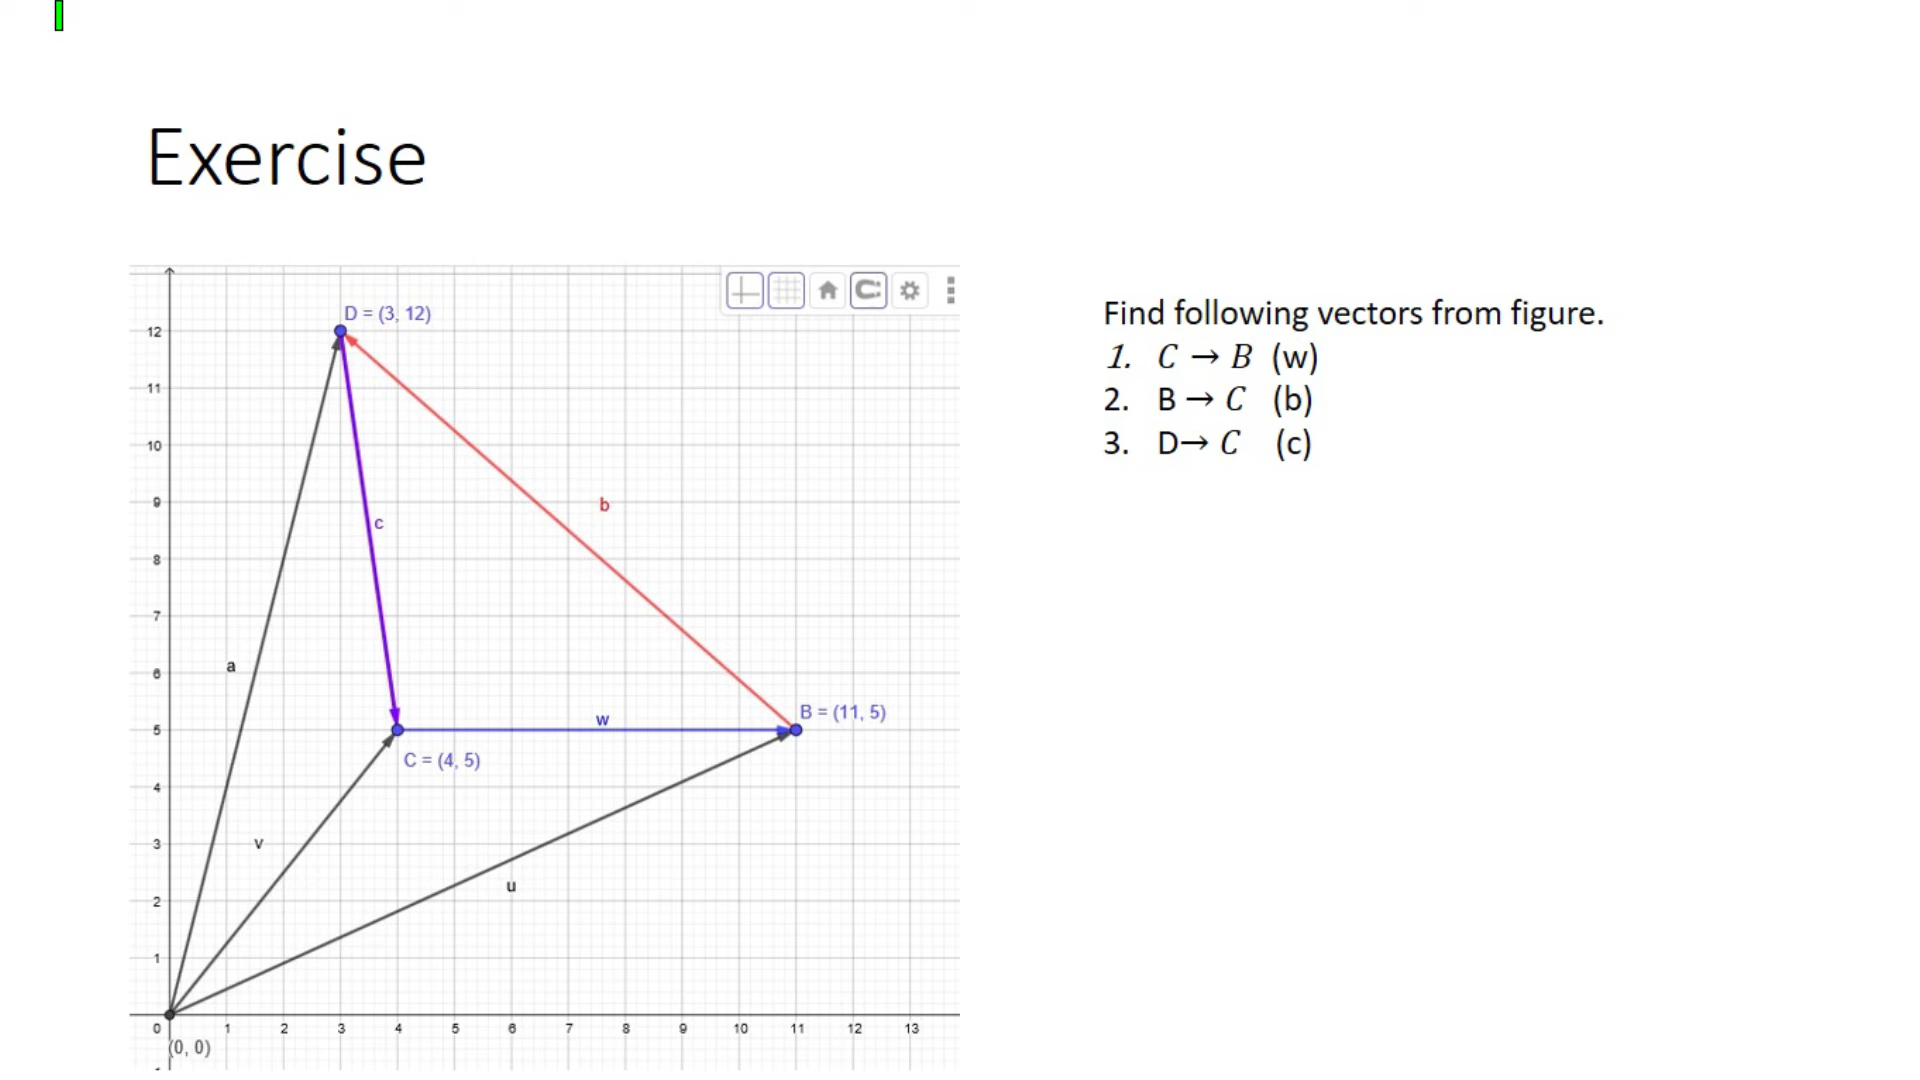 Exercise
D = (3, 12)
12
11
10
9
8
7
6
5
4
3
2
1
a
c
b
w
B = (11, 5)
C = (4, 5)
v
u
0 1 2 3 4 5 6 7 8 9 10 11 12 13
(0, 0)
Find following vectors from figure.
1. C → B (w)
2. B → C (b)
3. D→ C (c)